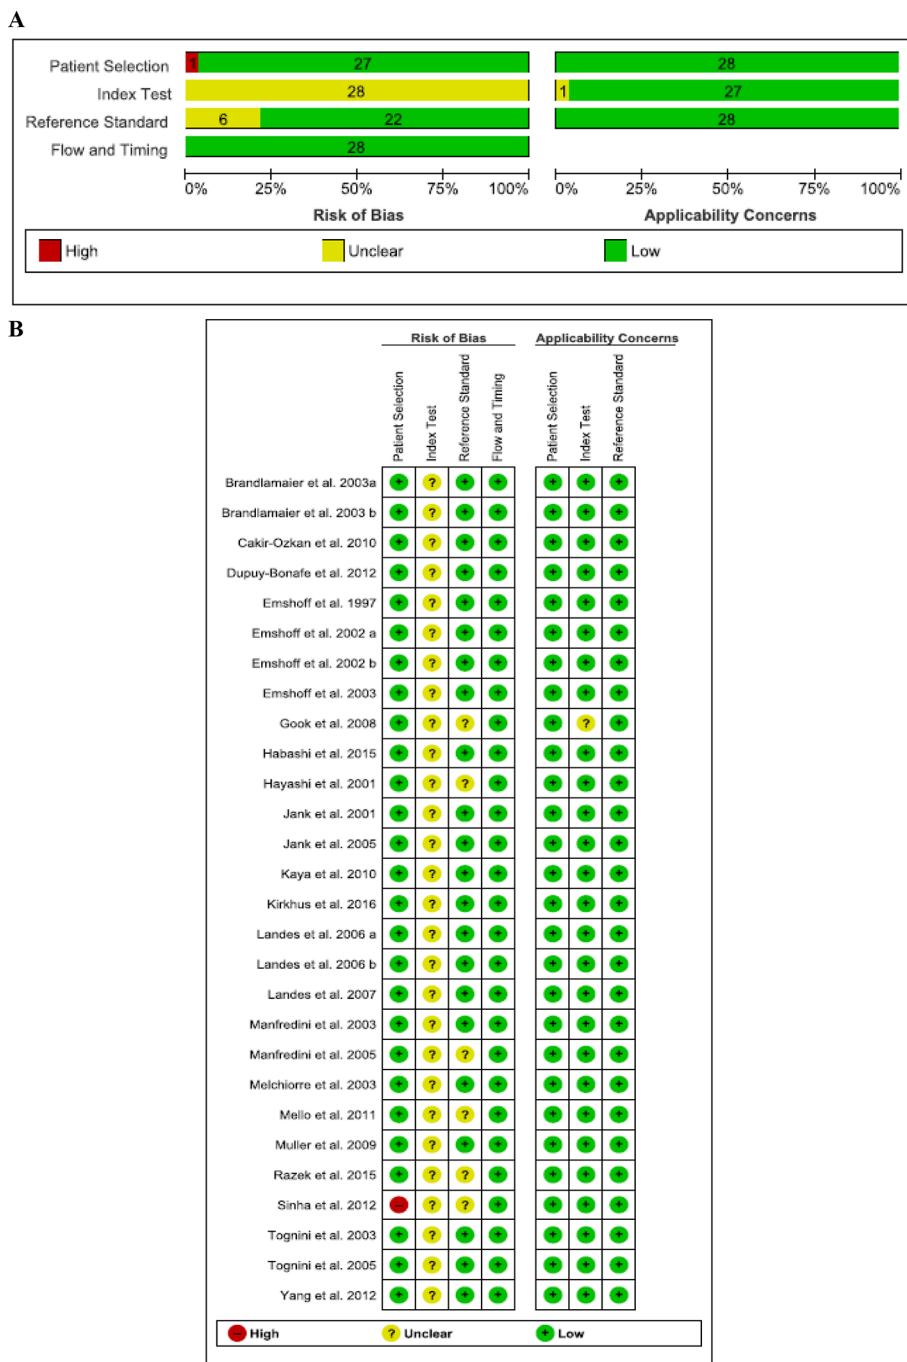 A
Patient Selection 1 27 28
Index Test 28 1 27
Reference Standard 6 22 28
Flow and Timing 28
0% 25% 50% 75% 100% 0% 25% 50% 75% 100%
Risk of Bias Applicability Concerns
High Unclear Low
B
Risk of Bias Applicability Concerns
Patient Selection Index Test Reference Standard Flow and Timing Patient Selection Index Test Reference Standard
Brandlamaier et al. 2003a + ? + + + + +
Brandlamaier et al. 2003 b + ? + + + + +
Cakir-Ozkan et al. 2010 + ? + + + + +
Dupuy-Bonafe et al. 2012 + ? + + + + +
Emshoff et al. 1997 + ? + + + + +
Emshoff et al. 2002 a + ? + + + + +
Emshoff et al. 2002 b + ? + + + + +
Emshoff et al. 2003 + ? + + + + +
Gook et al. 2008 + ? ? + + ? +
Habashi et al. 2015 + ? + + + + +
Hayashi et al. 2001 + ? ? + + + +
Jank et al. 2001 + ? + + + + +
Jank et al. 2005 + ? + + + + +
Kaya et al. 2010 + ? + + + + +
Kirkhus et al. 2016 + ? + + + + +
Landes et al. 2006 a + ? + + + + +
Landes et al. 2006 b + ? + + + + +
Landes et al. 2007 + ? + + + + +
Manfredini et al. 2003 + ? + + + + +
Manfredini et al. 2005 + ? ? + + + +
Melchiorre et al. 2003 + ? + + + + +
Mello et al. 2011 + ? ? + + + +
Muller et al. 2009 + ? + + + + +
Razek et al. 2015 + ? ? + + + +
Sinha et al. 2012 – ? ? + + + +
Tognini et al. 2003 + ? + + + + +
Tognini et al. 2005 + ? + + + + +
Yang et al. 2012 + ? + + + + +
– High ? Unclear + Low